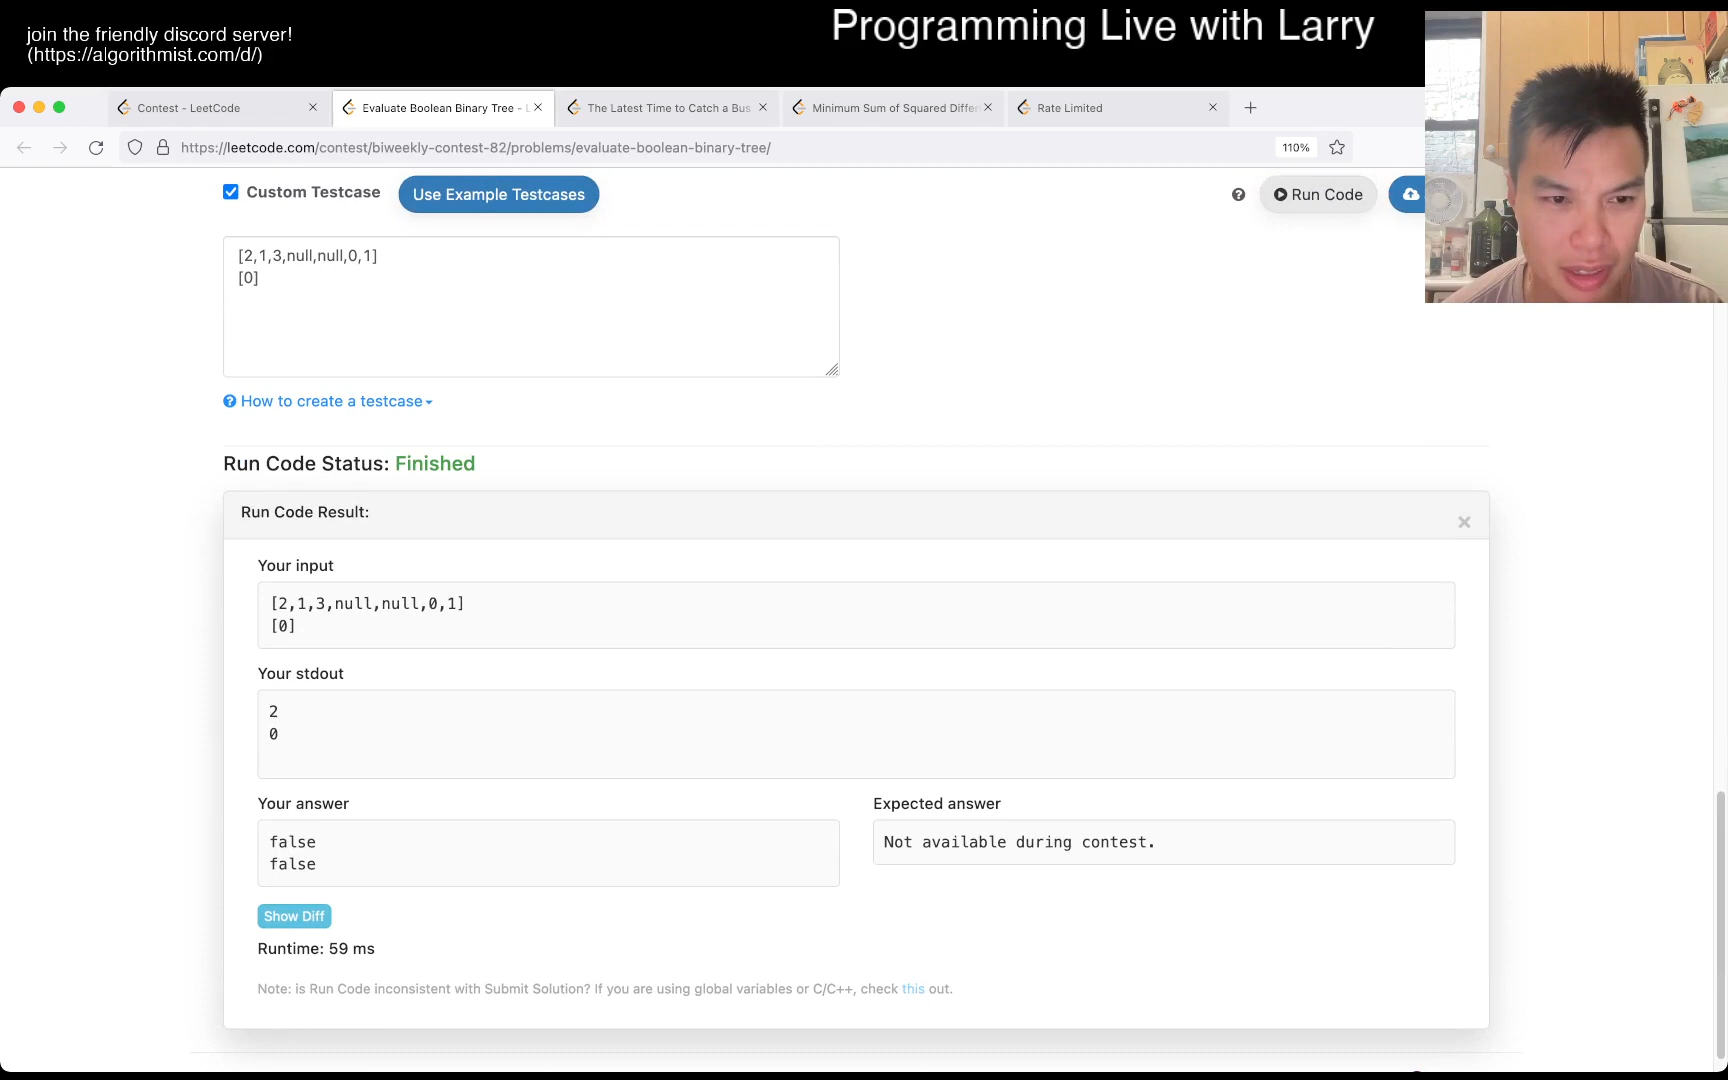 join the friendly discord server!
(https://algorithmist.com/d/)
Programming Live with Larry
Contest - LeetCode
Evaluate Boolean Binary Tree - L
The Latest Time to Catch a Bus
Minimum Sum of Squared Differ
Rate Limited
https://leetcode.com/contest/biweekly-contest-82/problems/evaluate-boolean-binary-tree/
110%
Custom Testcase
Use Example Testcases
Run Code
[2,1,3,null,null,0,1]
[0]
How to create a testcase
Run Code Status: Finished
Run Code Result:
Your input
[2,1,3,null,null,0,1]
[0]
Your stdout
2
0
Your answer
Expected answer
false
false
Not available during contest.
Show Diff
Runtime: 59 ms
Note: is Run Code inconsistent with Submit Solution? If you are using global variables or C/C++, check this out.